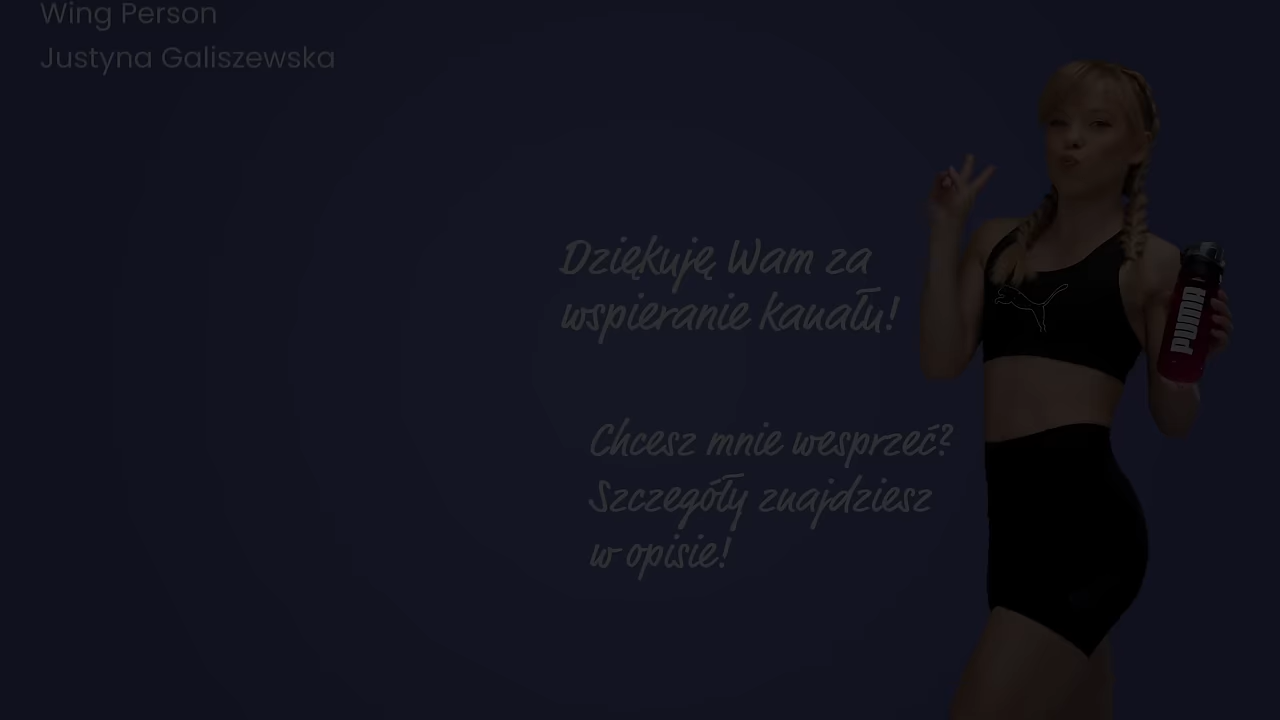 Wing Person
Justyna Galiszewska
Dziękuję Wam za
wspieranie kanału!
Chcesz mnie wesprzeć?
Szczegóły znajdziesz
w opisie!
PUMA